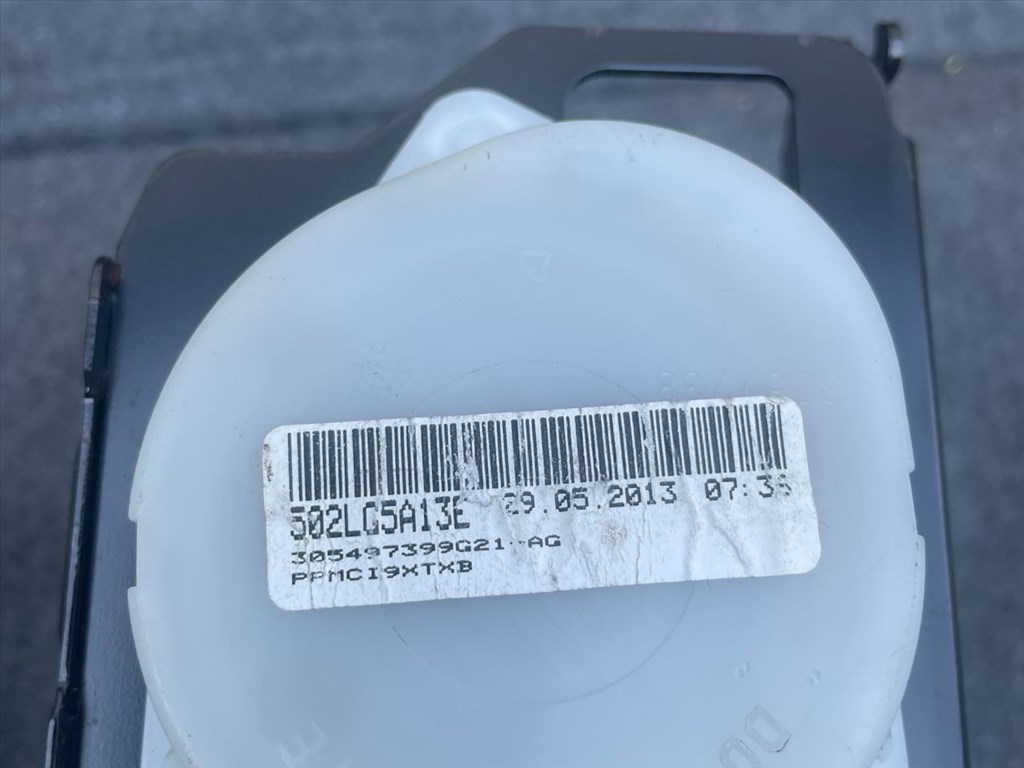 502LG5A13E 29.05.2013 07:36
305497399G21--AG
PPMCI9XTXB